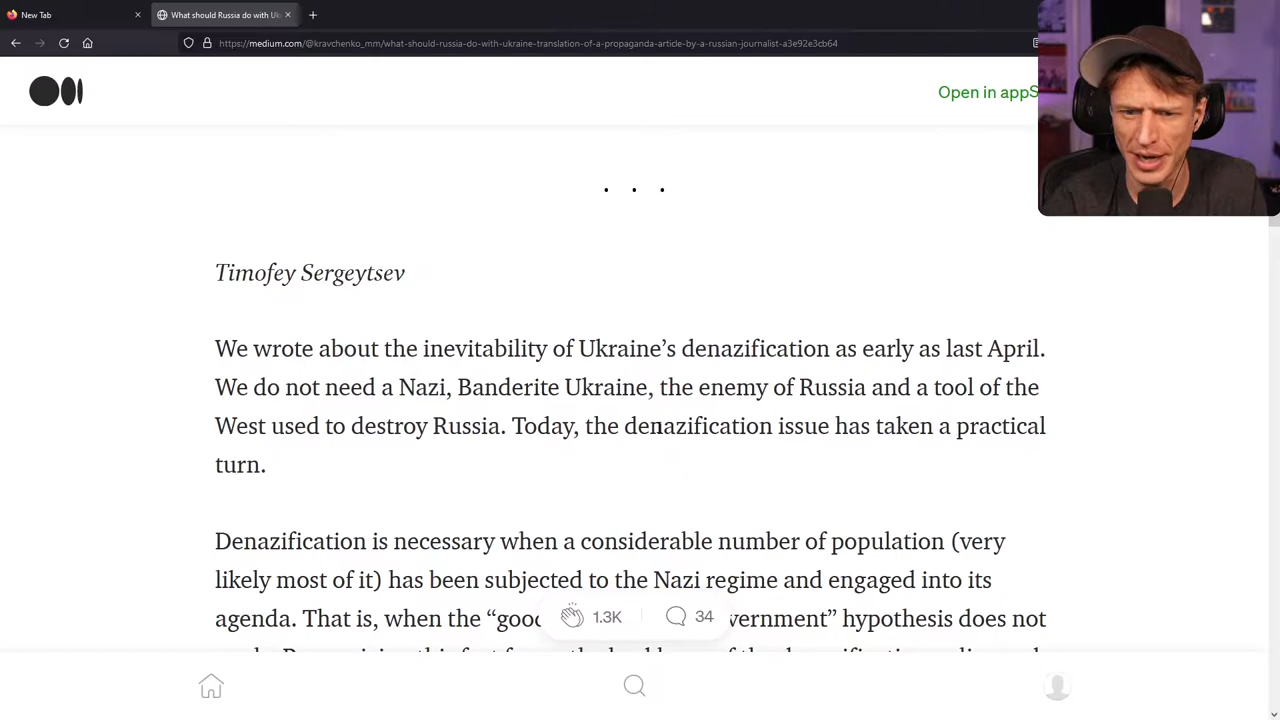 New Tab
What should Russia do with Uk
https://medium.com/@kravchenko_mm/what-should-russia-do-with-ukraine-translation-of-a-propaganda-article-by-a-russian-journalist-a3e92e3cb64
Open in app
Timofey Sergeytsev
We wrote about the inevitability of Ukraine’s denazification as early as last April.
We do not need a Nazi, Banderite Ukraine, the enemy of Russia and a tool of the
West used to destroy Russia. Today, the denazification issue has taken a practical
turn.
Denazification is necessary when a considerable number of population (very
likely most of it) has been subjected to the Nazi regime and engaged into its
agenda. That is, when the “good vernment” hypothesis does not
1.3K 34